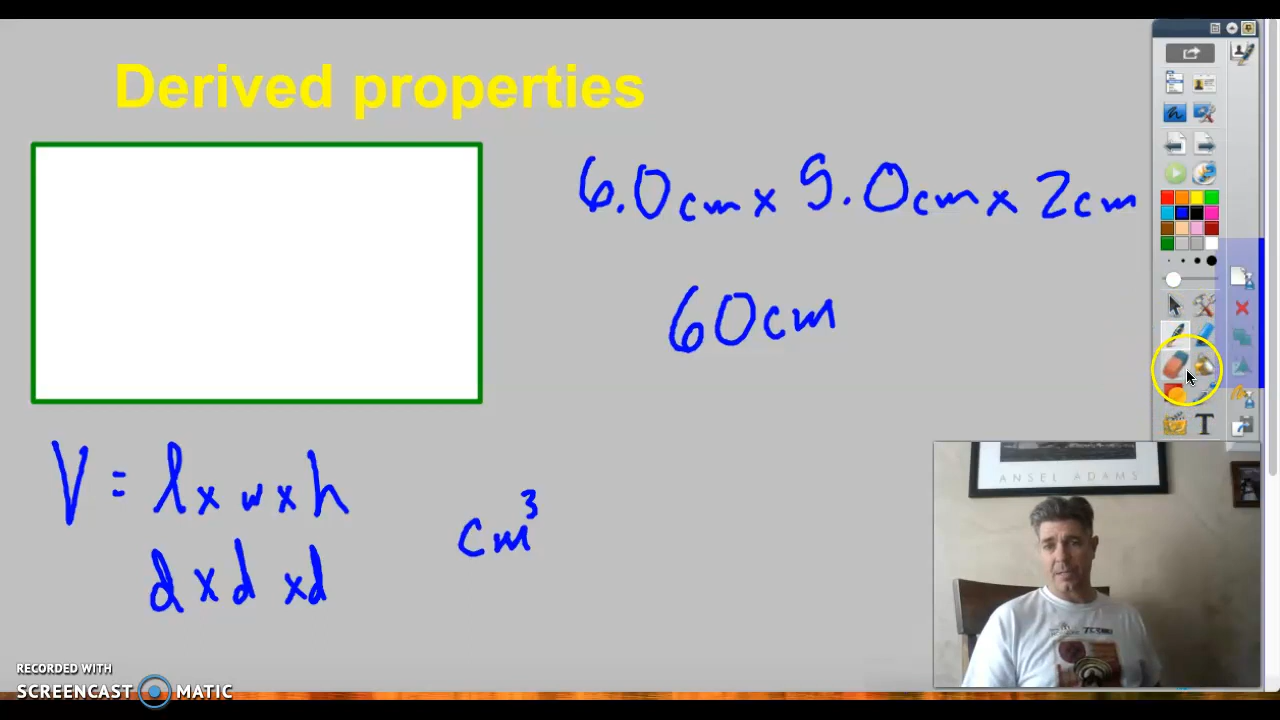 Derived properties
6.0cm x 5.0cm x 2cm
60cm
V = l x w x h
d x d x d
cm³
ANSEL ADAMS
T
RECORDED WITH
SCREENCAST MATIC